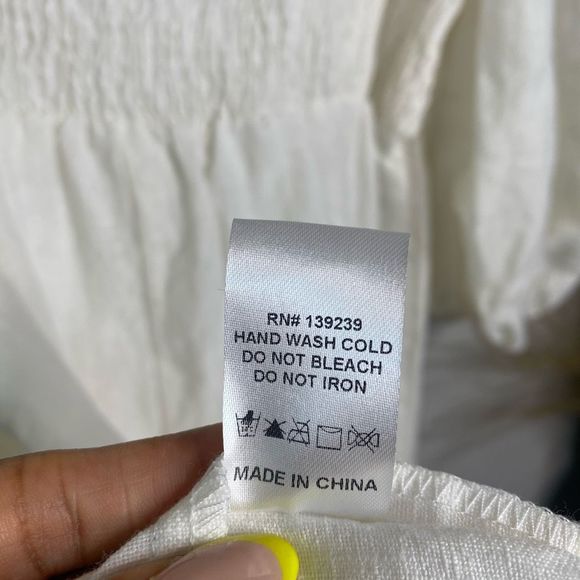 RN# 139239
HAND WASH COLD
DO NOT BLEACH
DO NOT IRON
MADE IN CHINA